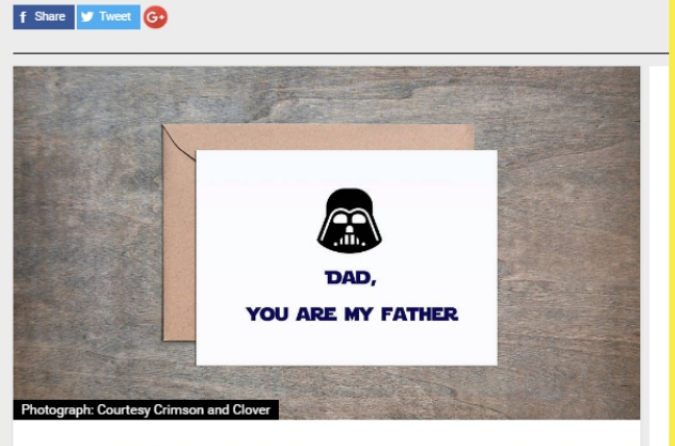 f Share Tweet G+
DAD,
YOU ARE MY FATHER
Photograph: Courtesy Crimson and Clover